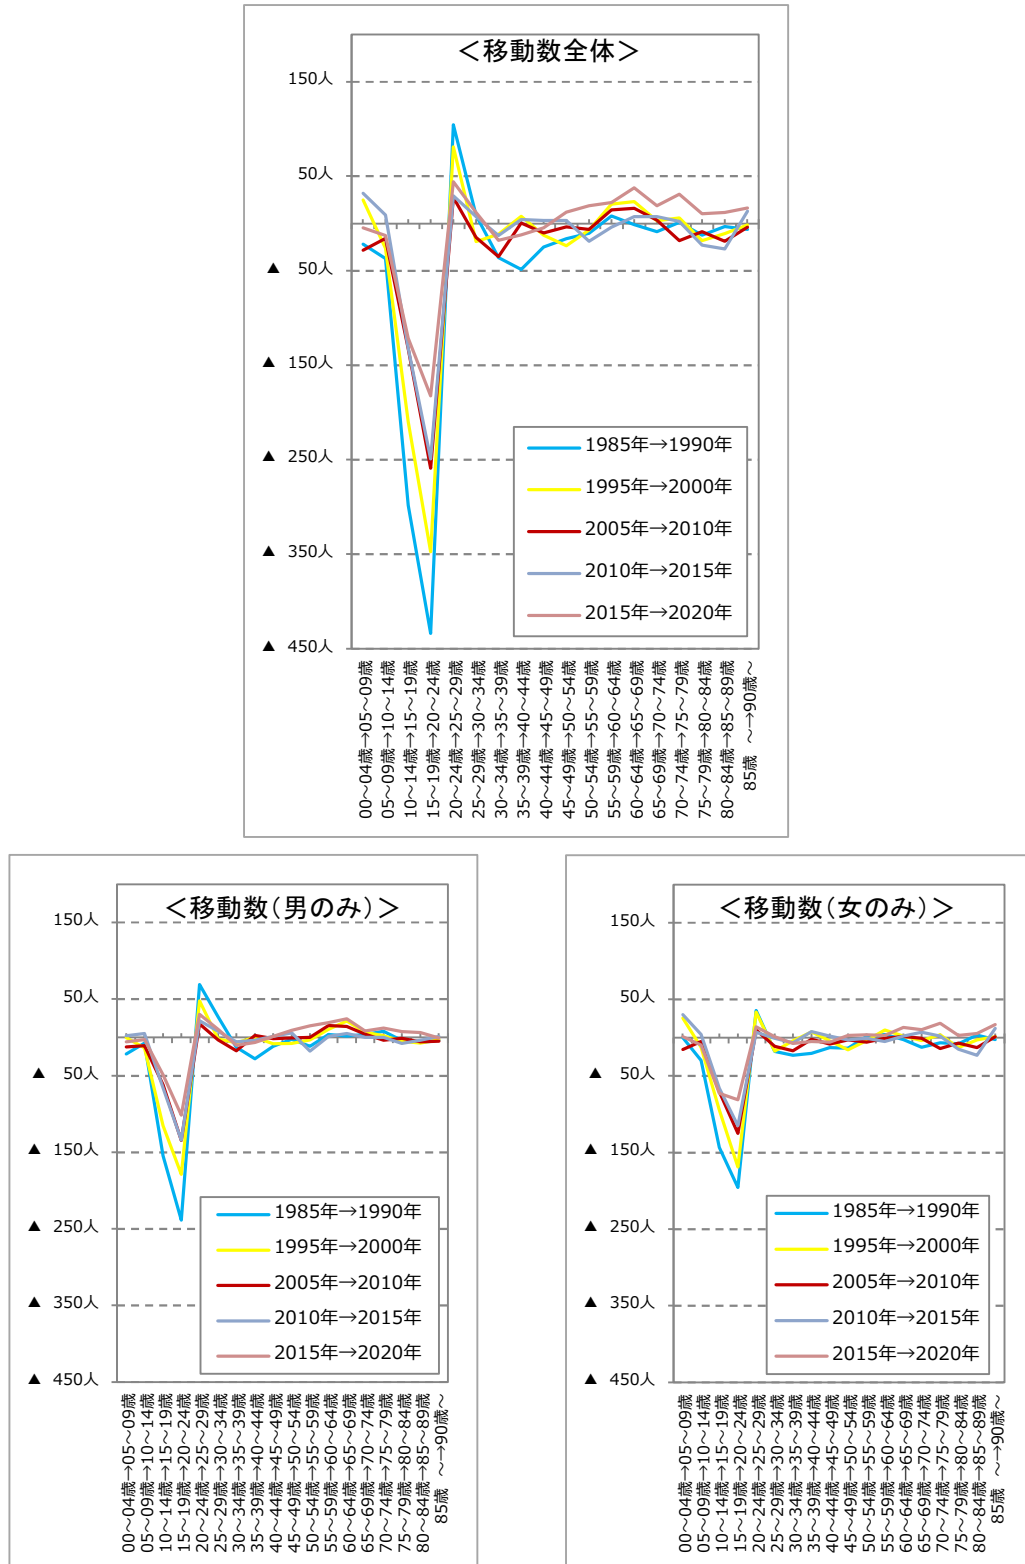 ＜移動数全体＞
150人
50人
▲ 50人
▲ 150人
▲ 250人
▲ 350人
▲ 450人
1985年→1990年
1995年→2000年
2005年→2010年
2010年→2015年
2015年→2020年
00～04歳→05～09歳
05～09歳→10～14歳
10～14歳→15～19歳
15～19歳→20～24歳
20～24歳→25～29歳
25～29歳→30～34歳
30～34歳→35～39歳
35～39歳→40～44歳
40～44歳→45～49歳
45～49歳→50～54歳
50～54歳→55～59歳
55～59歳→60～64歳
60～64歳→65～69歳
65～69歳→70～74歳
70～74歳→75～79歳
75～79歳→80～84歳
80～84歳→85～89歳
85歳 ～→90歳～
＜移動数（男のみ）＞
150人
50人
▲ 50人
▲ 150人
▲ 250人
▲ 350人
▲ 450人
1985年→1990年
1995年→2000年
2005年→2010年
2010年→2015年
2015年→2020年
00～04歳→05～09歳
05～09歳→10～14歳
10～14歳→15～19歳
15～19歳→20～24歳
20～24歳→25～29歳
25～29歳→30～34歳
30～34歳→35～39歳
35～39歳→40～44歳
40～44歳→45～49歳
45～49歳→50～54歳
50～54歳→55～59歳
55～59歳→60～64歳
60～64歳→65～69歳
65～69歳→70～74歳
70～74歳→75～79歳
75～79歳→80～84歳
80～84歳→85～89歳
85歳 ～→90歳～
＜移動数（女のみ）＞
150人
50人
▲ 50人
▲ 150人
▲ 250人
▲ 350人
▲ 450人
1985年→1990年
1995年→2000年
2005年→2010年
2010年→2015年
2015年→2020年
00～04歳→05～09歳
05～09歳→10～14歳
10～14歳→15～19歳
15～19歳→20～24歳
20～24歳→25～29歳
25～29歳→30～34歳
30～34歳→35～39歳
35～39歳→40～44歳
40～44歳→45～49歳
45～49歳→50～54歳
50～54歳→55～59歳
55～59歳→60～64歳
60～64歳→65～69歳
65～69歳→70～74歳
70～74歳→75～79歳
75～79歳→80～84歳
80～84歳→85～89歳
85歳 ～→90歳～